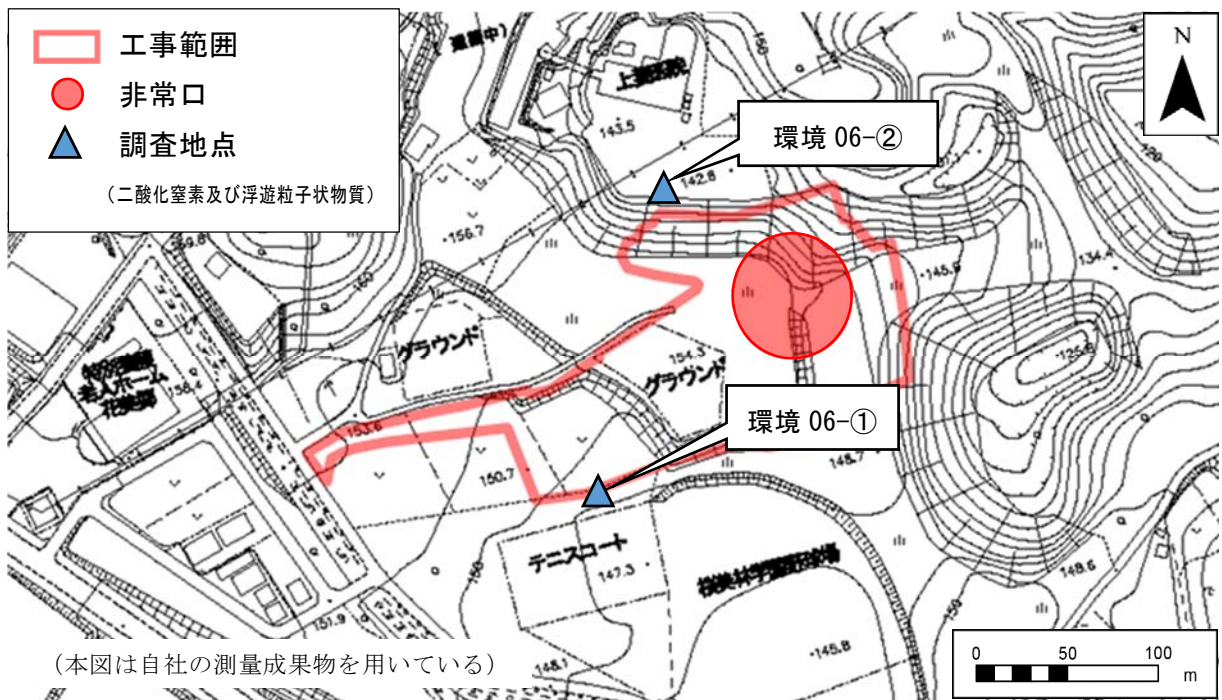 工事範囲
非常口
調査地点
(二酸化窒素及び浮遊粒子状物質)
N
環境 06-②
環境 06-①
143.5
142.8
150
156.7
グラウンド
154.3
グラウンド
145.9
134.4
125.6
老人ホーム
156.4
153.6
150.7
148.7
テニスコート
147.3
151.9
150
148.1
145.8
148.6
150
(本図は自社の測量成果物を用いている)
0 50 100
m